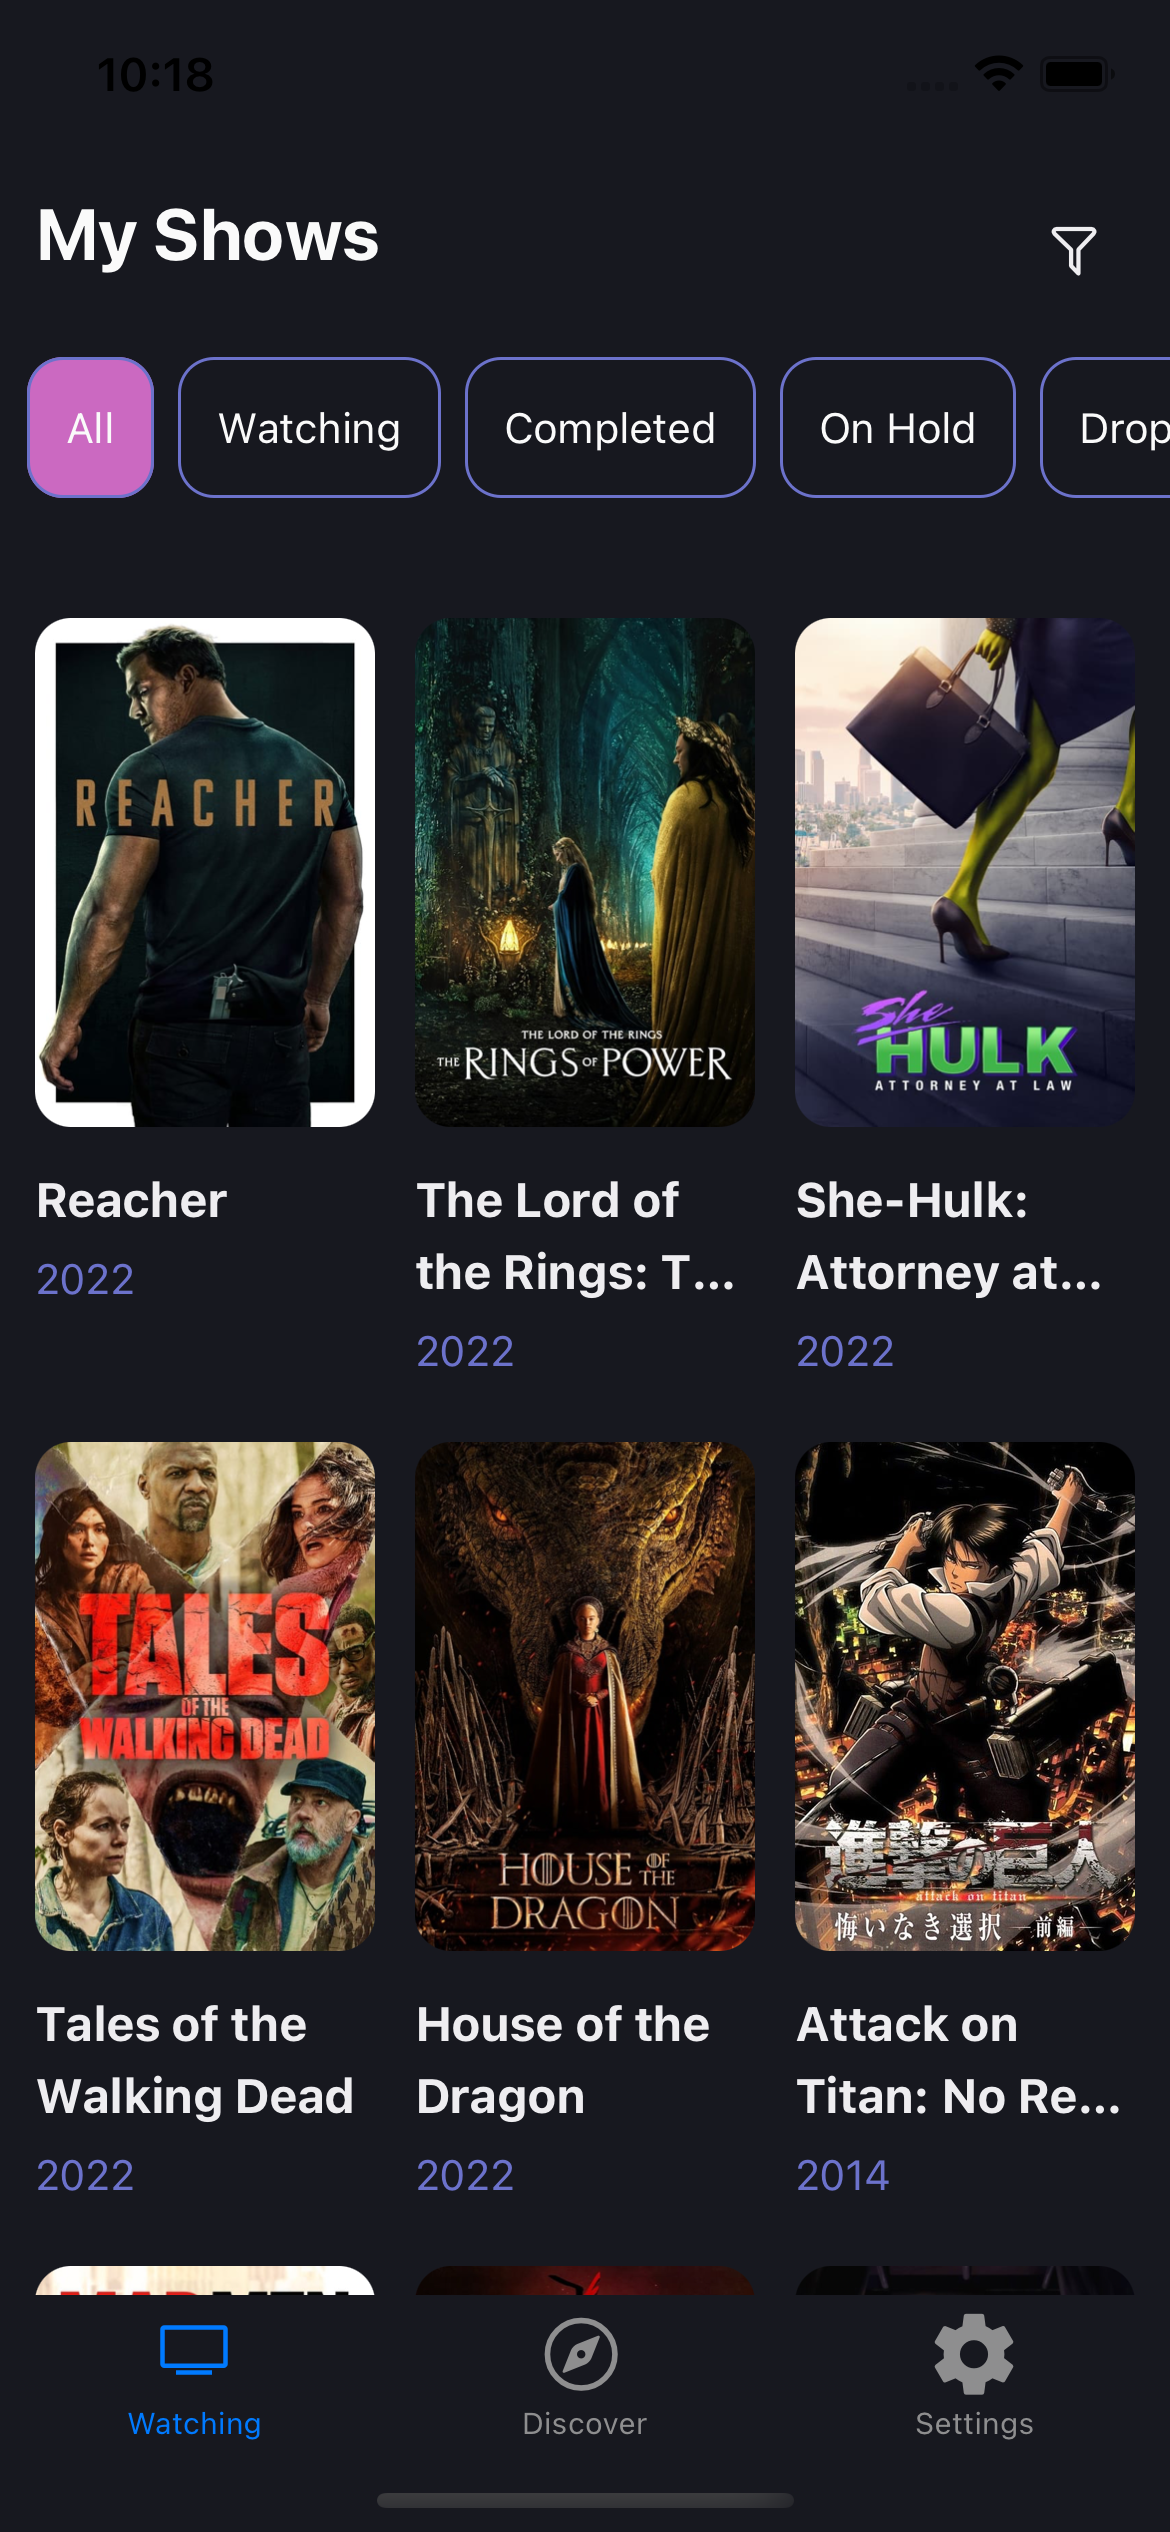 10:18
My Shows
All
Watching
Completed
On Hold
Drop
REACHER
THE LORD OF THE RINGS
THE RINGS OF POWER
She
HULK
ATTORNEY AT LAW
Reacher
2022
The Lord of
the Rings: T...
2022
She-Hulk:
Attorney at...
2022
TALES
OF THE
WALKING DEAD
HOUSE OF THE
DRAGON
進撃の巨人
attack on titan
悔いなき選択 —前編—
Tales of the
Walking Dead
2022
House of the
Dragon
2022
Attack on
Titan: No Re...
2014
Watching
Discover
Settings